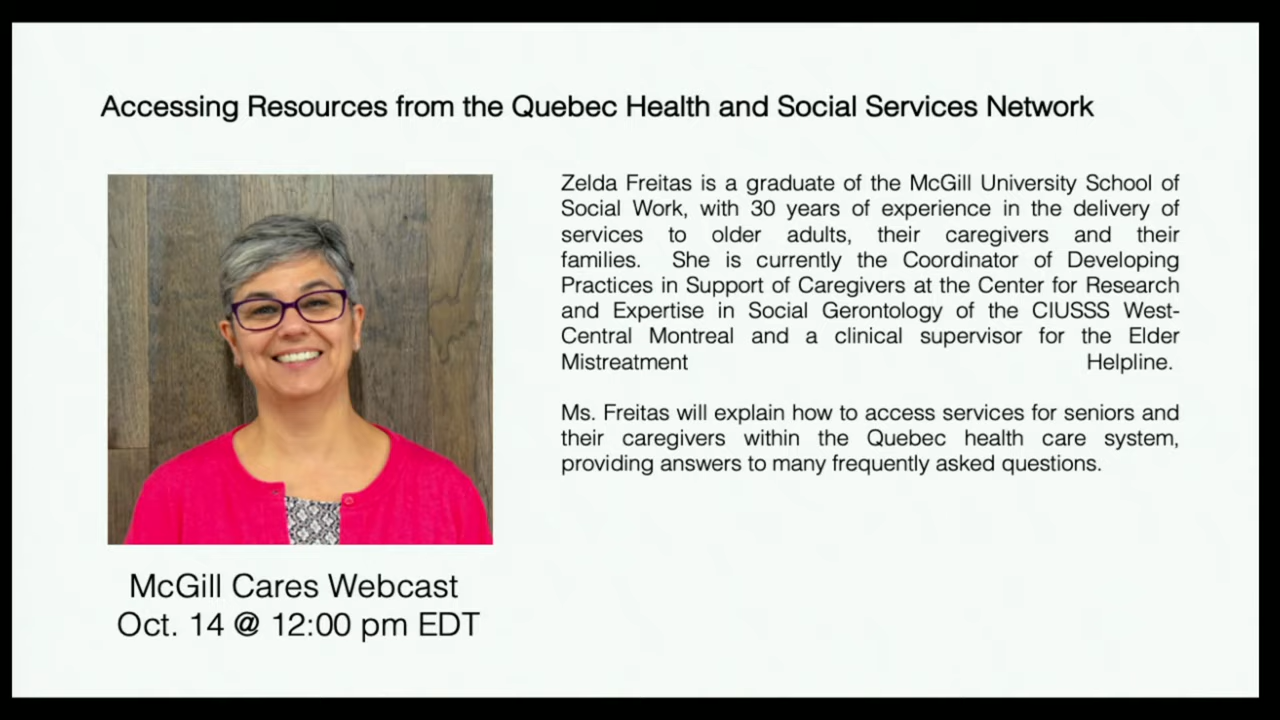 Accessing Resources from the Quebec Health and Social Services Network
Zelda Freitas is a graduate of the McGill University School of
Social Work, with 30 years of experience in the delivery of
services to older adults, their caregivers and their
families. She is currently the Coordinator of Developing
Practices in Support of Caregivers at the Center for Research
and Expertise in Social Gerontology of the CIUSSS West-
Central Montreal and a clinical supervisor for the Elder
Mistreatment Helpline.
Ms. Freitas will explain how to access services for seniors and
their caregivers within the Quebec health care system,
providing answers to many frequently asked questions.
McGill Cares Webcast
Oct. 14 @ 12:00 pm EDT